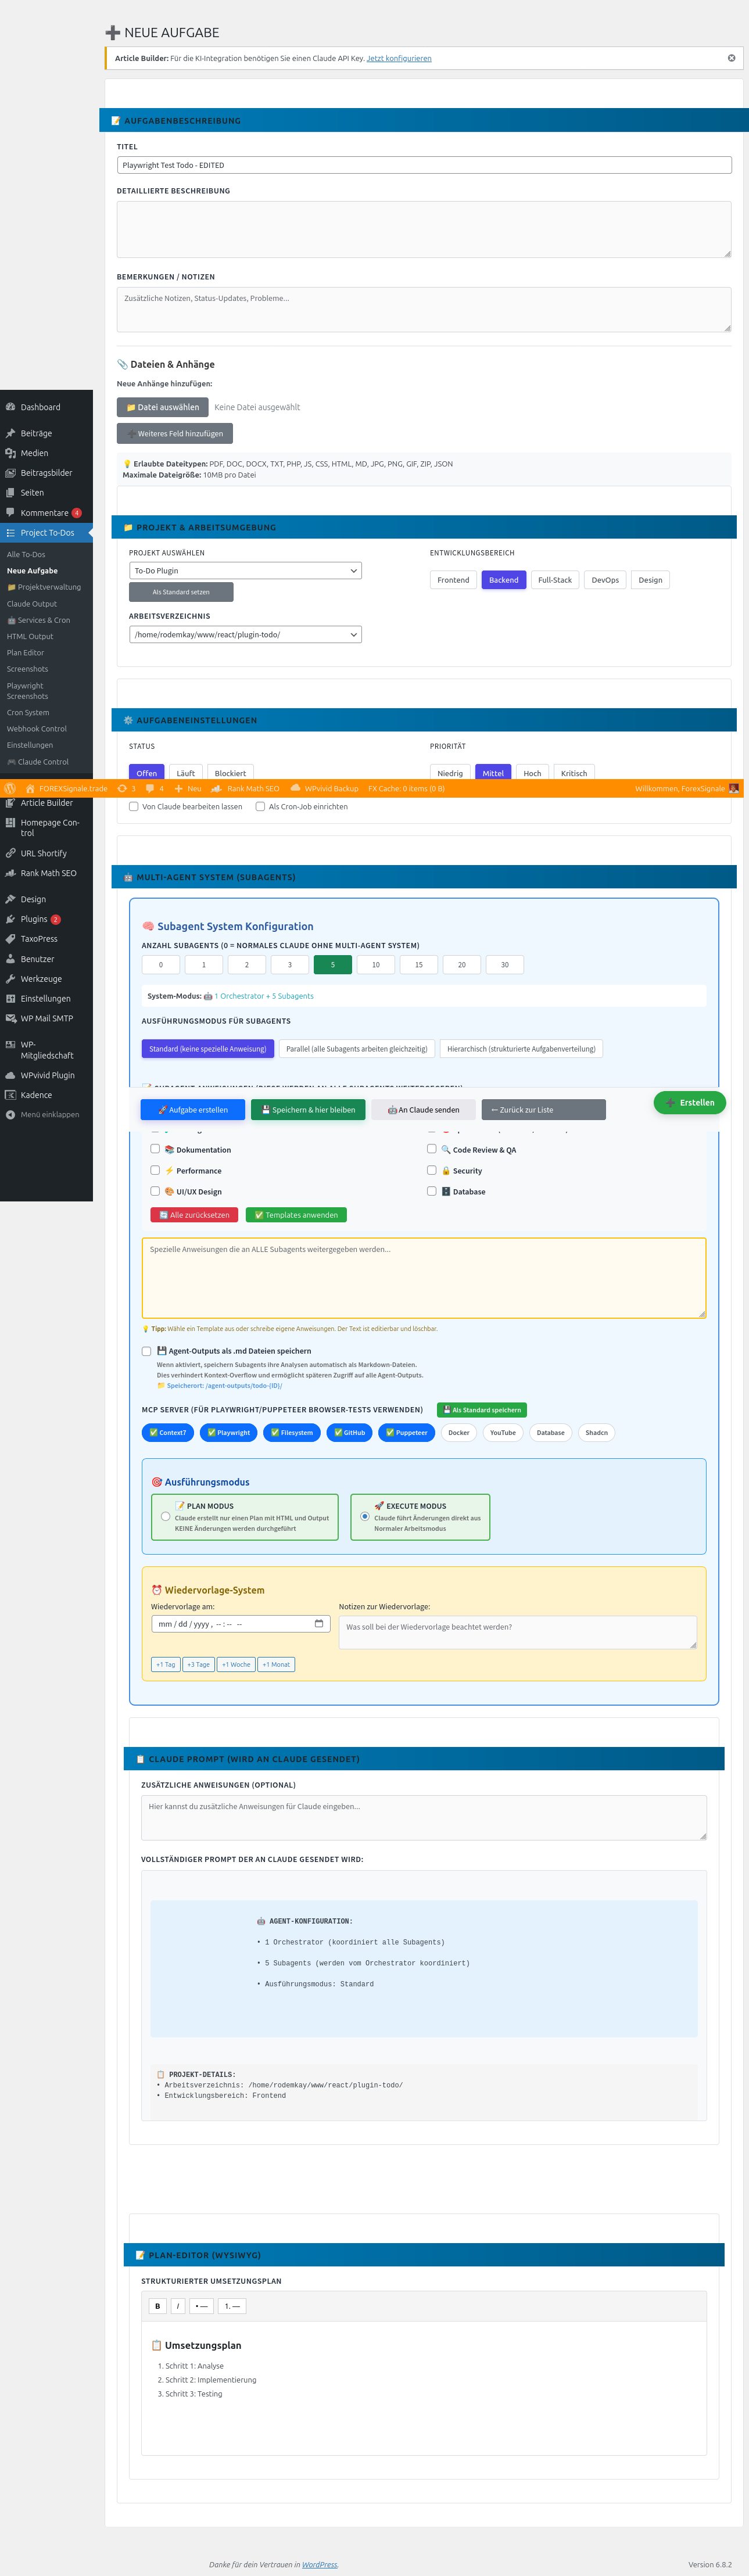 ➕ NEUE AUFGABE
Article Builder: Für die KI-Integration benötigen Sie einen Claude API Key. Jetzt konfigurieren
📝 AUFGABENBESCHREIBUNG
TITEL
Playwright Test Todo - EDITED
DETAILLIERTE BESCHREIBUNG
BEMERKUNGEN / NOTIZEN
Zusätzliche Notizen, Status-Updates, Probleme...
📎 Dateien & Anhänge
Neue Anhänge hinzufügen:
📁 Datei auswählen Keine Datei ausgewählt
➕ Weiteres Feld hinzufügen
💡 Erlaubte Dateitypen: PDF, DOC, DOCX, TXT, PHP, JS, CSS, HTML, MD, JPG, PNG, GIF, ZIP, JSON
Maximale Dateigröße: 10MB pro Datei
Dashboard
Beiträge
Medien
Beitragsbilder
Seiten
Kommentare 4
Project To-Dos
Alle To-Dos
Neue Aufgabe
📁 Projektverwaltung
Claude Output
🤖 Services & Cron
HTML Output
Plan Editor
Screenshots
Playwright
Screenshots
Cron System
Webhook Control
Einstellungen
🎮 Claude Control
📁 PROJEKT & ARBEITSUMGEBUNG
PROJEKT AUSWÄHLEN
To-Do Plugin
Als Standard setzen
ARBEITSVERZEICHNIS
/home/rodemkay/www/react/plugin-todo/
ENTWICKLUNGSBEREICH
Frontend Backend Full-Stack DevOps Design
⚙️ AUFGABENEINSTELLUNGEN
STATUS
Offen Läuft Blockiert
PRIORITÄT
Niedrig Mittel Hoch Kritisch
FOREXSignale.trade 3 4 Neu Rank Math SEO WPvivid Backup FX Cache: 0 items (0 B) Willkommen, ForexSignale
Von Claude bearbeiten lassen Als Cron-Job einrichten
Article Builder
Homepage Con-
trol
URL Shortify
Rank Math SEO
Design
Plugins 2
TaxoPress
Benutzer
Werkzeuge
Einstellungen
WP Mail SMTP
WP-
Mitgliedschaft
WPvivid Plugin
Kadence
Menü einklappen
🤖 MULTI-AGENT SYSTEM (SUBAGENTS)
🧠 Subagent System Konfiguration
ANZAHL SUBAGENTS (0 = NORMALES CLAUDE OHNE MULTI-AGENT SYSTEM)
0 1 2 3 5 10 15 20 30
System-Modus: 🤖 1 Orchestrator + 5 Subagents
AUSFÜHRUNGSMODUS FÜR SUBAGENTS
Standard (keine spezielle Anweisung) Parallel (alle Subagents arbeiten gleichzeitig) Hierarchisch (strukturierte Aufgabenverteilung)
🚀 Aufgabe erstellen 💾 Speichern & hier bleiben 🤖 An Claude senden ← Zurück zur Liste ➕ Erstellen
📚 Dokumentation 🔍 Code Review & QA
⚡ Performance 🔒 Security
🎨 UI/UX Design 🗄️ Database
🔄 Alle zurücksetzen ✅ Templates anwenden
Spezielle Anweisungen die an ALLE Subagents weitergegeben werden...
💡 Tipp: Wähle ein Template aus oder schreibe eigene Anweisungen. Der Text ist editierbar und löschbar.
💾 Agent-Outputs als .md Dateien speichern
Wenn aktiviert, speichern Subagents ihre Analysen automatisch als Markdown-Dateien.
Dies verhindert Kontext-Overflow und ermöglicht späteren Zugriff auf alle Agent-Outputs.
📁 Speicherort: /agent-outputs/todo-{ID}/
MCP SERVER (FÜR PLAYWRIGHT/PUPPETEER BROWSER-TESTS VERWENDEN) 💾 Als Standard speichern
✅ Context7 ✅ Playwright ✅ Filesystem ✅ GitHub ✅ Puppeteer Docker YouTube Database Shadcn
🎯 Ausführungsmodus
📝 PLAN MODUS
Claude erstellt nur einen Plan mit HTML und Output
KEINE Änderungen werden durchgeführt
🚀 EXECUTE MODUS
Claude führt Änderungen direkt aus
Normaler Arbeitsmodus
⏰ Wiedervorlage-System
Wiedervorlage am: Notizen zur Wiedervorlage:
mm / dd / yyyy , -- : -- -- Was soll bei der Wiedervorlage beachtet werden?
+1 Tag +3 Tage +1 Woche +1 Monat
📋 CLAUDE PROMPT (WIRD AN CLAUDE GESENDET)
ZUSÄTZLICHE ANWEISUNGEN (OPTIONAL)
Hier kannst du zusätzliche Anweisungen für Claude eingeben...
VOLLSTÄNDIGER PROMPT DER AN CLAUDE GESENDET WIRD:
🤖 AGENT-KONFIGURATION:
• 1 Orchestrator (koordiniert alle Subagents)
• 5 Subagents (werden vom Orchestrator koordiniert)
• Ausführungsmodus: Standard
📋 PROJEKT-DETAILS:
• Arbeitsverzeichnis: /home/rodemkay/www/react/plugin-todo/
• Entwicklungsbereich: Frontend
📝 PLAN-EDITOR (WYSIWYG)
STRUKTURIERTER UMSETZUNGSPLAN
B I • — 1. —
📋 Umsetzungsplan
1. Schritt 1: Analyse
2. Schritt 2: Implementierung
3. Schritt 3: Testing
Danke für dein Vertrauen in WordPress. Version 6.8.2